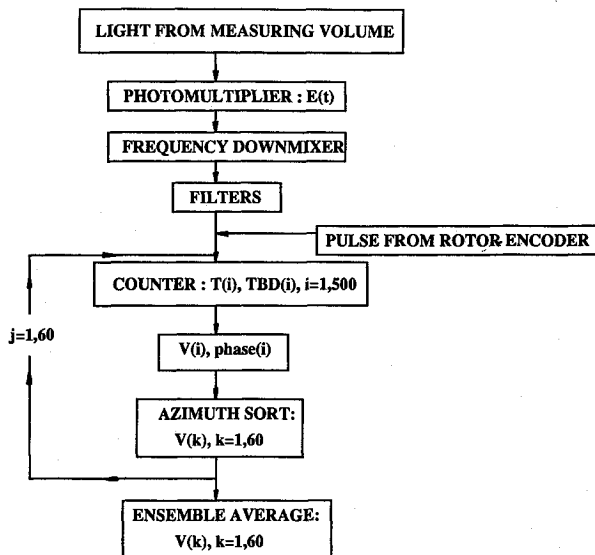 LIGHT FROM MEASURING VOLUME
PHOTOMULTIPLIER : E(t)
FREQUENCY DOWNMIXER
FILTERS
PULSE FROM ROTOR ENCODER
COUNTER : T(i), TBD(i), i=1,500
j=1,60
V(i), phase(i)
AZIMUTH SORT:
V(k), k=1,60
ENSEMBLE AVERAGE:
V(k), k=1,60